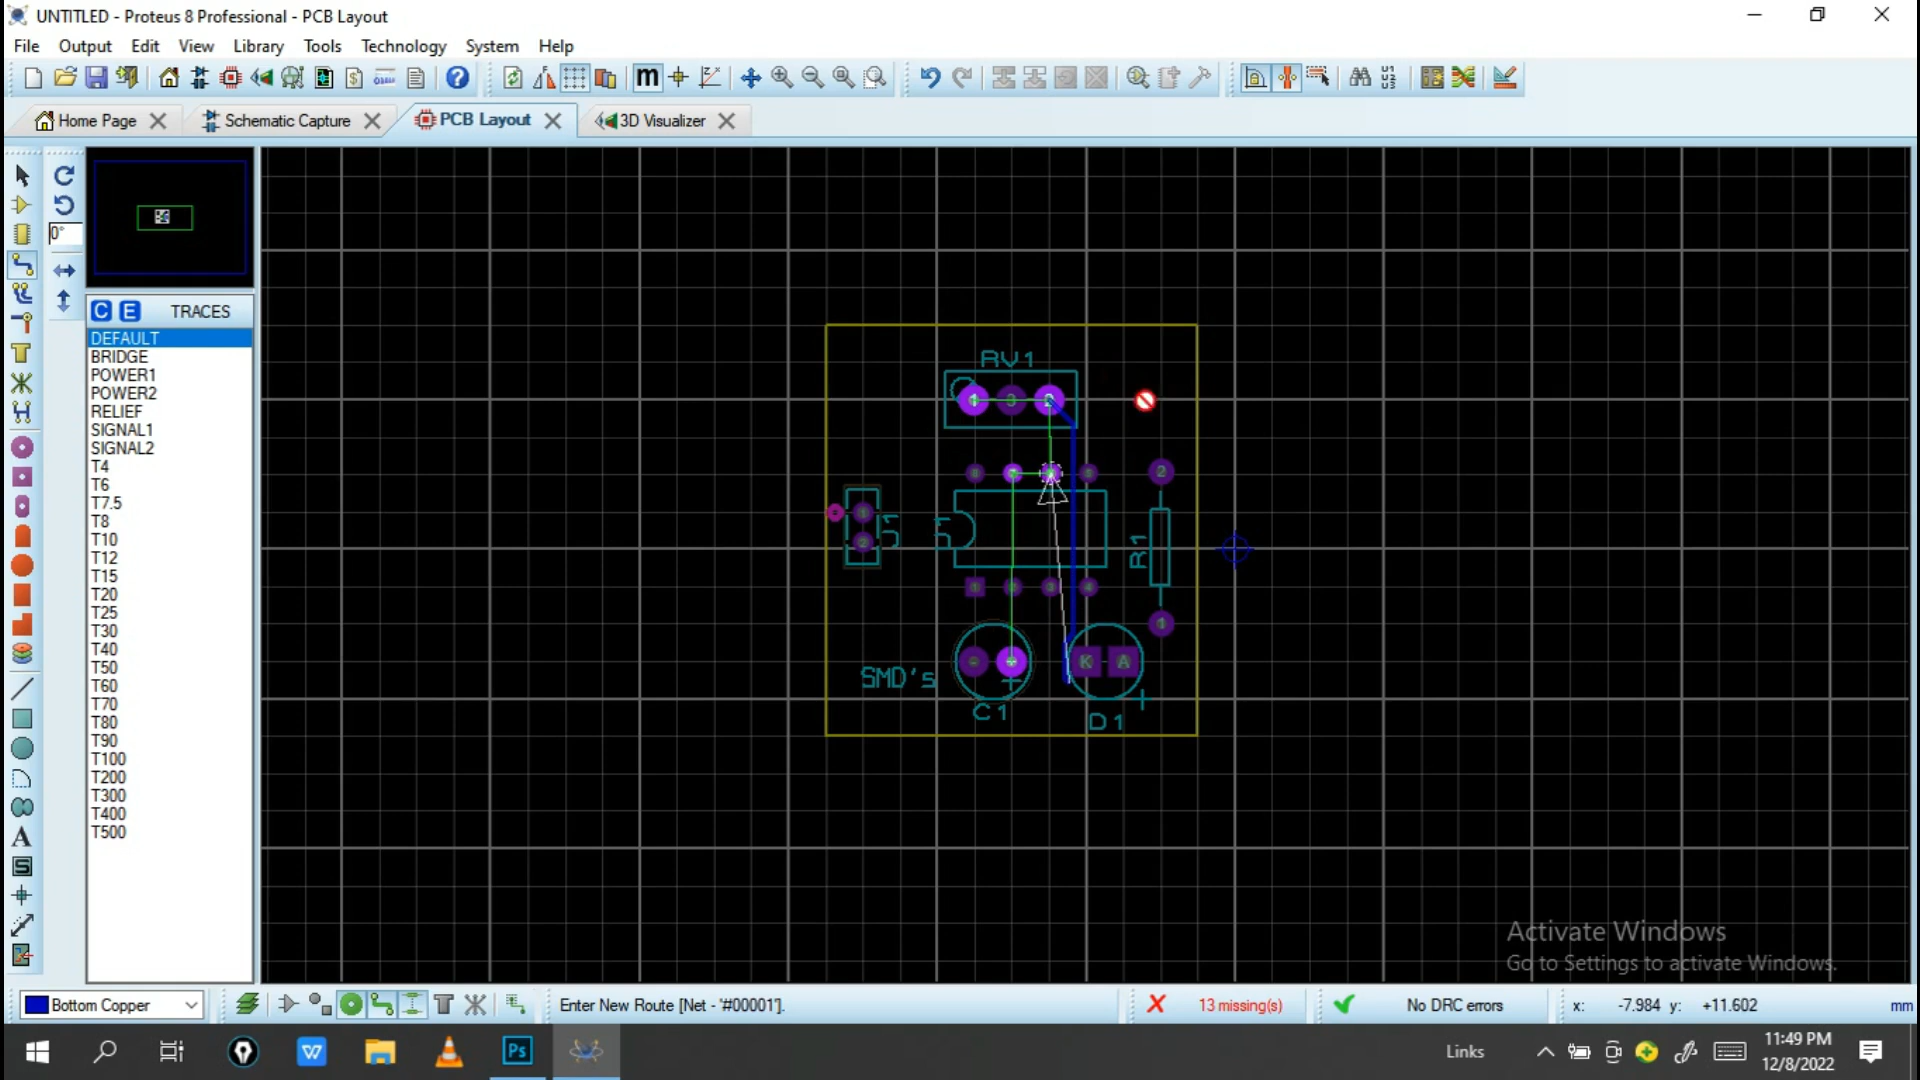 UNTITLED - Proteus 8 Professional - PCB Layout
File Output Edit View Library Tools Technology System Help
Home Page PCB Layout Schematic Capture 3D Visualizer
0°
C E TRACES
DEFAULT
BRIDGE
POWER1
POWER2
RELIEF
SIGNAL1
SIGNAL2
T4
T6
T7.5
T8
T10
T12
T15
T20
T25
T30
T40
T50
T60
T70
T80
T90
T100
T200
T300
T400
T500
RV1
J1
R1
K A
SMD's
C1
D1
Activate Windows
Go to Settings to activate Windows.
Bottom Copper
Enter New Route [Net - '#00001'].
13 missing(s)
No DRC errors
x: -7.984 y: +11.602 mm
Links
11:49 PM
12/8/2022